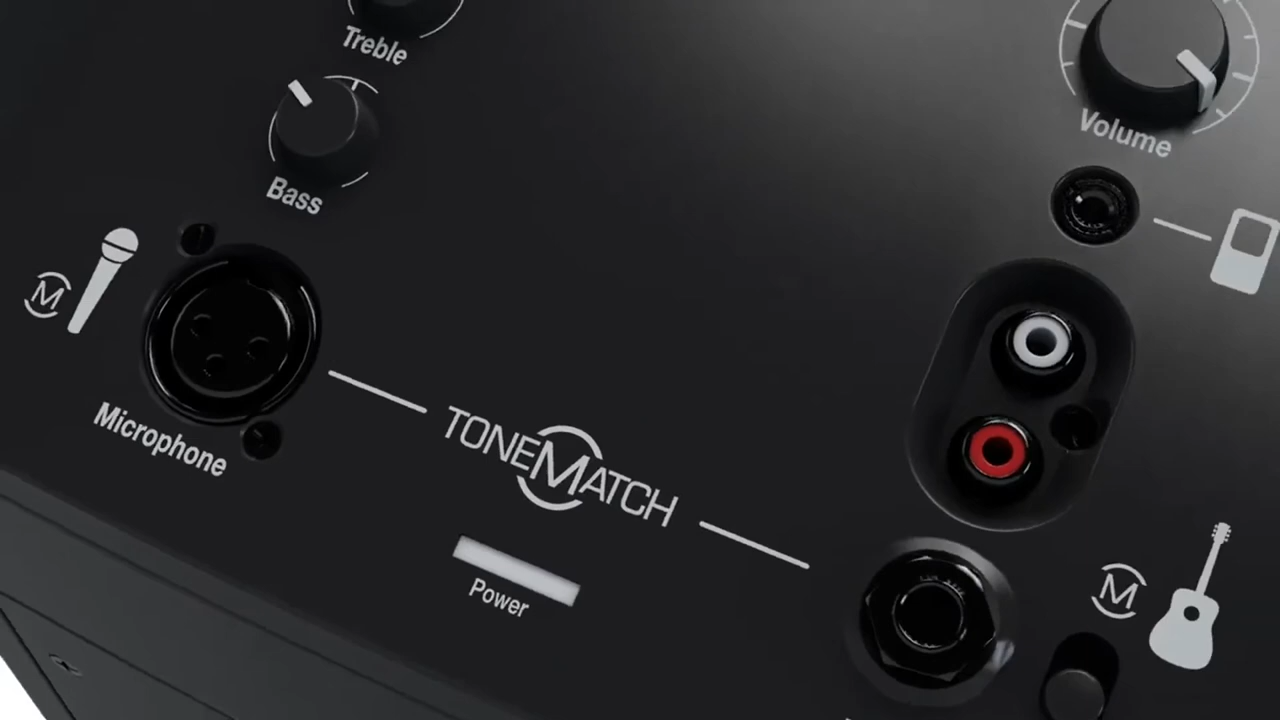 Treble
Volume
Bass
M
Microphone
TONEMATCH
Power
M